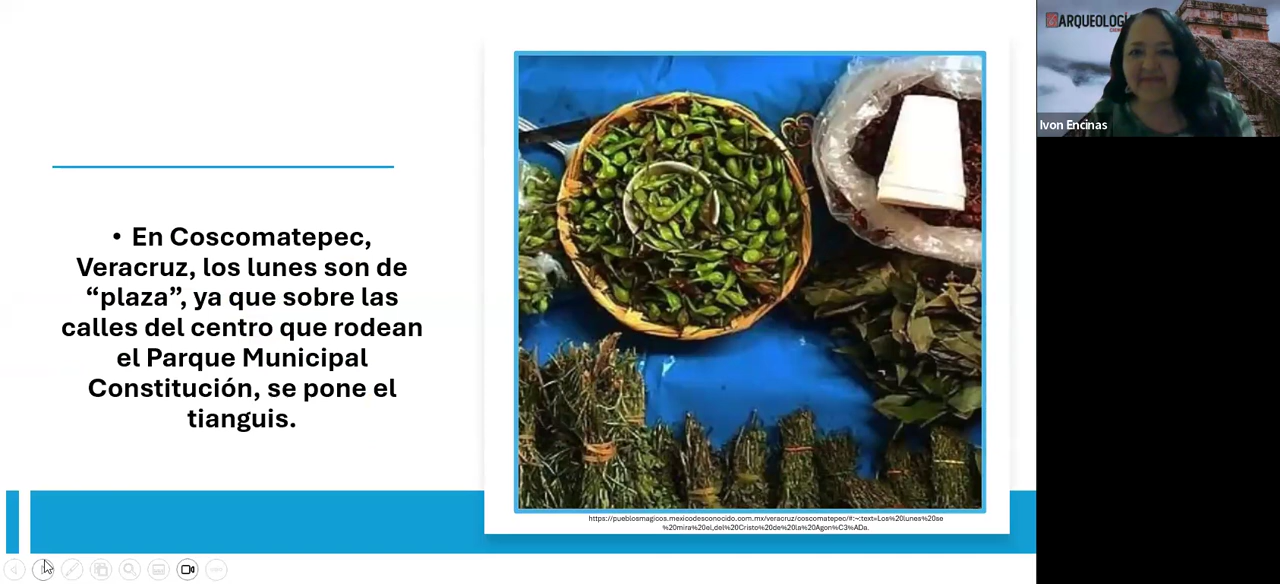 • En Coscomatepec,
Veracruz, los lunes son de
“plaza”, ya que sobre las
calles del centro que rodean
el Parque Municipal
Constitución, se pone el
tianguis.
https://pueblosmagicos.mexicodesconocido.com.mx/veracruz/coscomatepec/#:~:text=Los%20lunes%20se
%20mira%20el,del%20Cristo%20de%20la%20Agon%C3%ADa.
ARQUEOLOGÍ
Ivon Encinas